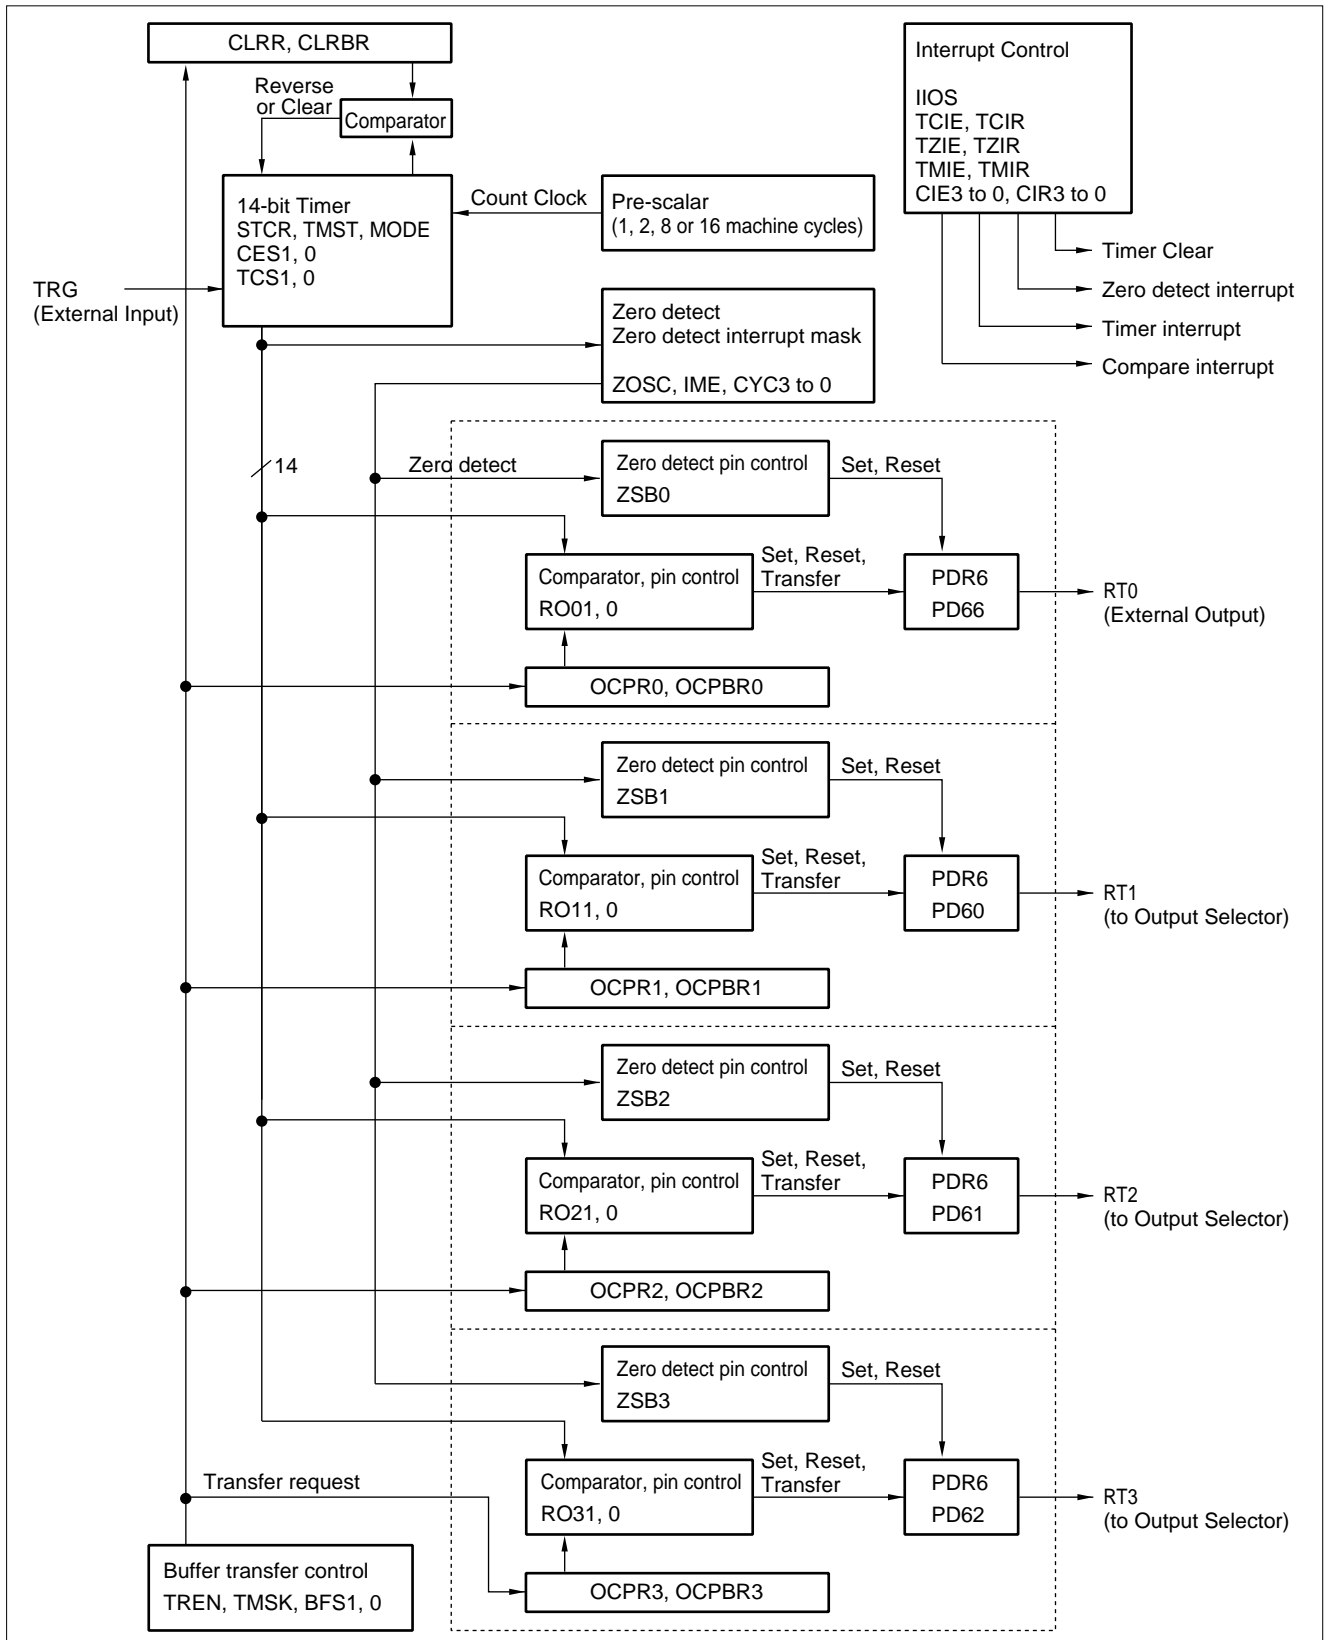 CLRR, CLRBR
Reverse
or Clear
Comparator
Interrupt Control
IIOS
TCIE, TCIR
TZIE, TZIR
TMIE, TMIR
CIE3 to 0, CIR3 to 0
14-bit Timer
STCR, TMST, MODE
CES1, 0
TCS1, 0
Count Clock
Pre-scalar
(1, 2, 8 or 16 machine cycles)
TRG
(External Input)
Timer Clear
Zero detect interrupt
Timer interrupt
Compare interrupt
Zero detect
Zero detect interrupt mask
ZOSC, IME, CYC3 to 0
14
Zero detect
Zero detect pin control
ZSB0
Set, Reset
Comparator, pin control
RO01, 0
Set, Reset,
Transfer
PDR6
PD66
RT0
(External Output)
OCPR0, OCPBR0
Zero detect pin control
ZSB1
Set, Reset
Comparator, pin control
RO11, 0
Set, Reset,
Transfer
PDR6
PD60
RT1
(to Output Selector)
OCPR1, OCPBR1
Zero detect pin control
ZSB2
Set, Reset
Comparator, pin control
RO21, 0
Set, Reset,
Transfer
PDR6
PD61
RT2
(to Output Selector)
OCPR2, OCPBR2
Zero detect pin control
ZSB3
Set, Reset
Comparator, pin control
RO31, 0
Set, Reset,
Transfer
PDR6
PD62
RT3
(to Output Selector)
Transfer request
OCPR3, OCPBR3
Buffer transfer control
TREN, TMSK, BFS1, 0